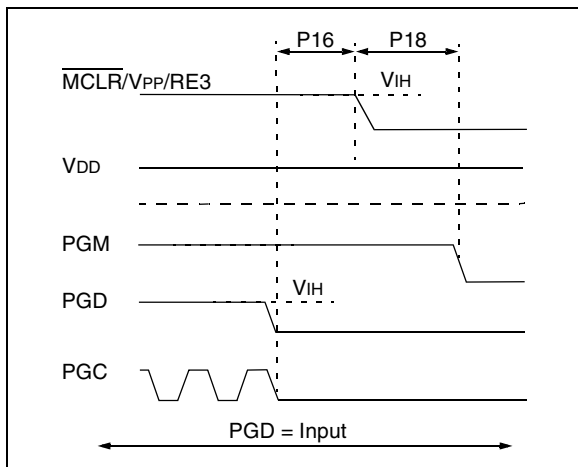 P16 P18
MCLR/VPP/RE3 VIH
VDD
PGM
PGD VIH
PGC
PGD = Input